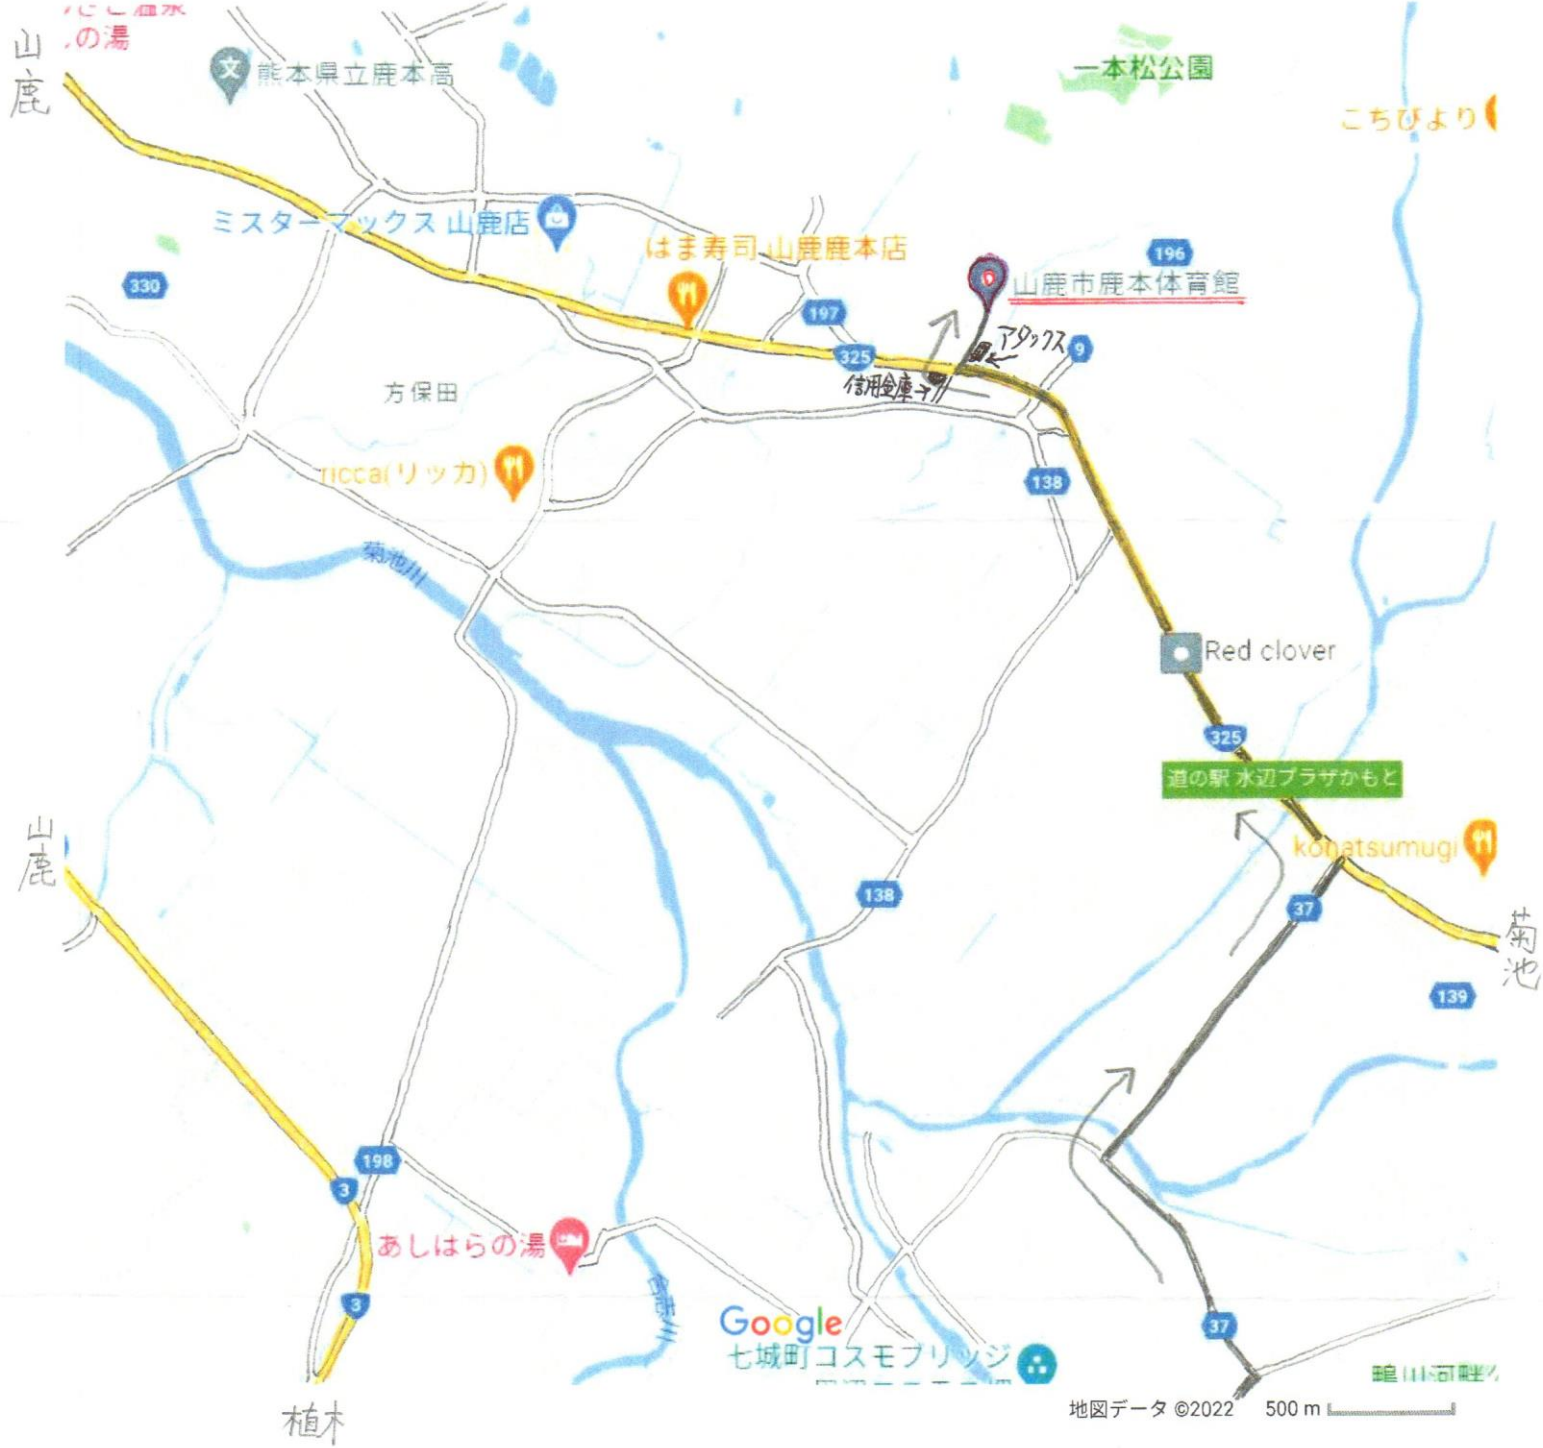 の湯
山鹿
熊本県立鹿本高
一本松公園
こちびより
ミスターマックス 山鹿店
はま寿司 山鹿鹿本店
196
山鹿市鹿本体育館
330
197
アタックス
9
325
信用金庫
方保田
ricca(リッカ)
138
菊池川
Red clover
325
道の駅 水辺プラザかもと
山鹿
kohatsumugi
138
37
菊池
139
198
3
あしはらの湯
3
合志川
Google
37
七城町コスモブリッジ
植木
地図データ ©2022 500 m